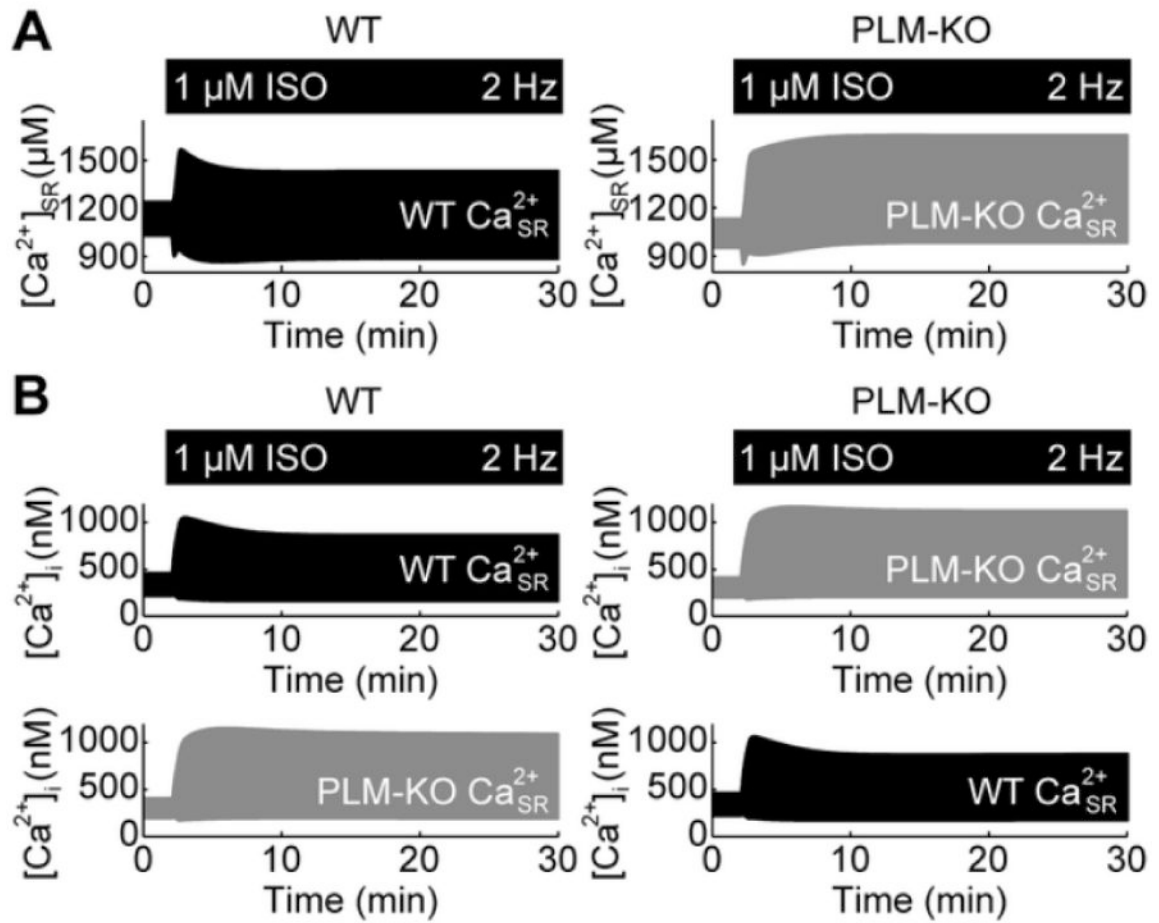 A
WT
PLM-KO
1 µM ISO 2 Hz
1 µM ISO 2 Hz
[Ca²⁺]SR(µM)
1500
1200
900
WT Ca²⁺SR
0 10 20 30
Time (min)
[Ca²⁺]SR(µM)
1500
1200
900
PLM-KO Ca²⁺SR
0 10 20 30
Time (min)
B
WT
PLM-KO
1 µM ISO 2 Hz
1 µM ISO 2 Hz
[Ca²⁺]i(nM)
1000
500
0
WT Ca²⁺SR
0 10 20 30
Time (min)
[Ca²⁺]i(nM)
1000
500
0
PLM-KO Ca²⁺SR
0 10 20 30
Time (min)
[Ca²⁺]i(nM)
1000
500
0
PLM-KO Ca²⁺SR
0 10 20 30
Time (min)
[Ca²⁺]i(nM)
1000
500
0
WT Ca²⁺SR
0 10 20 30
Time (min)